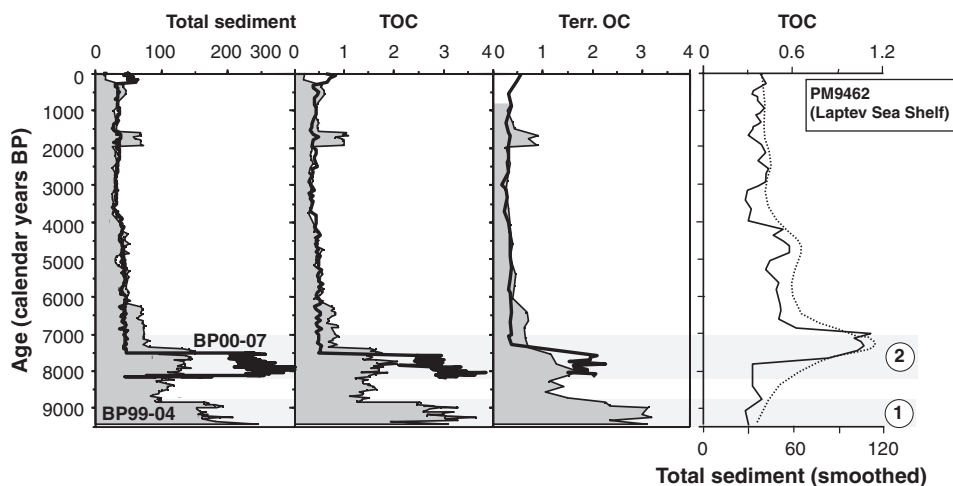 Total sediment TOC Terr. OC TOC
0 100 200 300 0 1 2 3 4 0 1 2 3 4 0 0.6 1.2
Age (calendar years BP)
0
1000
2000
3000
4000
5000
6000
7000
8000
9000
PM9462
(Laptev Sea Shelf)
BP00-07
2
BP99-04
1
0 60 120
Total sediment (smoothed)